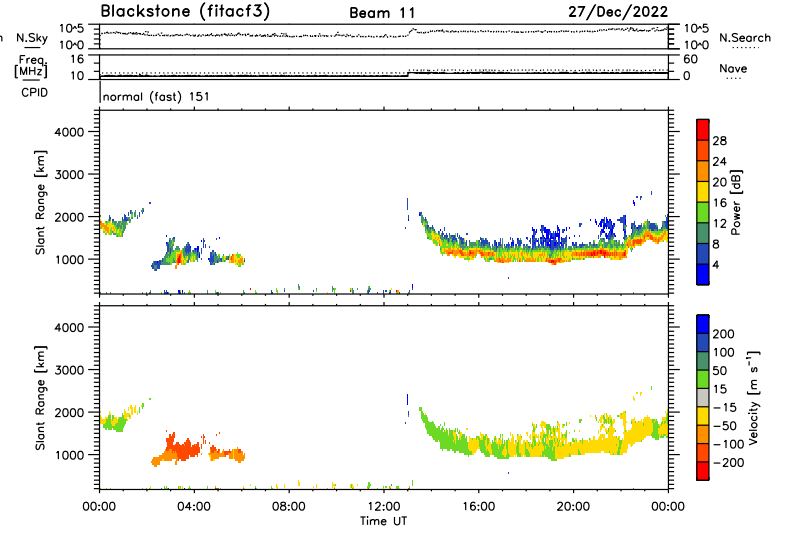 Blackstone (fitacf3) Beam 11 27/Dec/2022
n N.Sky 10^5 10^0 10^5 10^0 N.Search
Freq. [MHz] 16 10 60 0 Nave
CPID normal (fast) 151
Slant Range [km]
4000
3000
2000
1000
28
24
20
16
12
8
4
Power [dB]
Slant Range [km]
4000
3000
2000
1000
200
100
50
15
-15
-50
-100
-200
Velocity [m s⁻¹]
00:00 04:00 08:00 12:00 16:00 20:00 00:00
Time UT